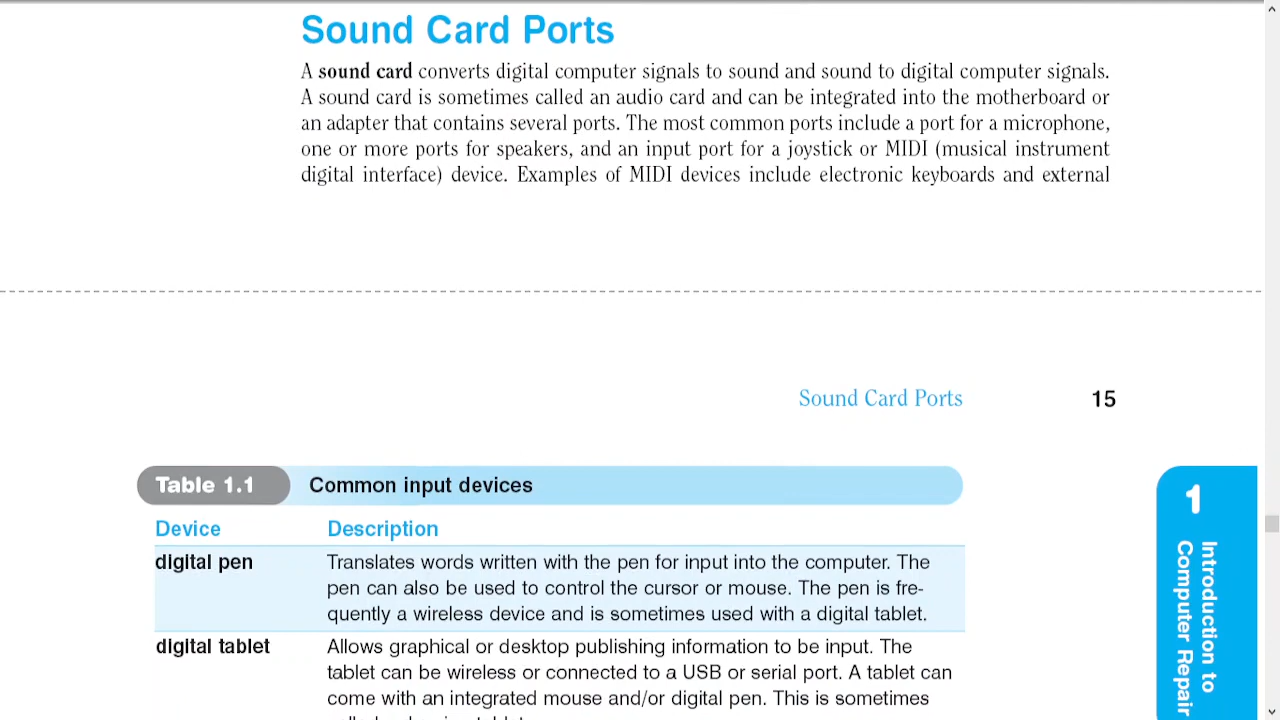 Sound Card Ports
A sound card converts digital computer signals to sound and sound to digital computer signals.
A sound card is sometimes called an audio card and can be integrated into the motherboard or
an adapter that contains several ports. The most common ports include a port for a microphone,
one or more ports for speakers, and an input port for a joystick or MIDI (musical instrument
digital interface) device. Examples of MIDI devices include electronic keyboards and external
Sound Card Ports 15
Table 1.1 Common input devices
Device Description
digital pen Translates words written with the pen for input into the computer. The
pen can also be used to control the cursor or mouse. The pen is fre-
quently a wireless device and is sometimes used with a digital tablet.
digital tablet Allows graphical or desktop publishing information to be input. The
tablet can be wireless or connected to a USB or serial port. A tablet can
come with an integrated mouse and/or digital pen. This is sometimes
1
Introduction to
Computer Repair